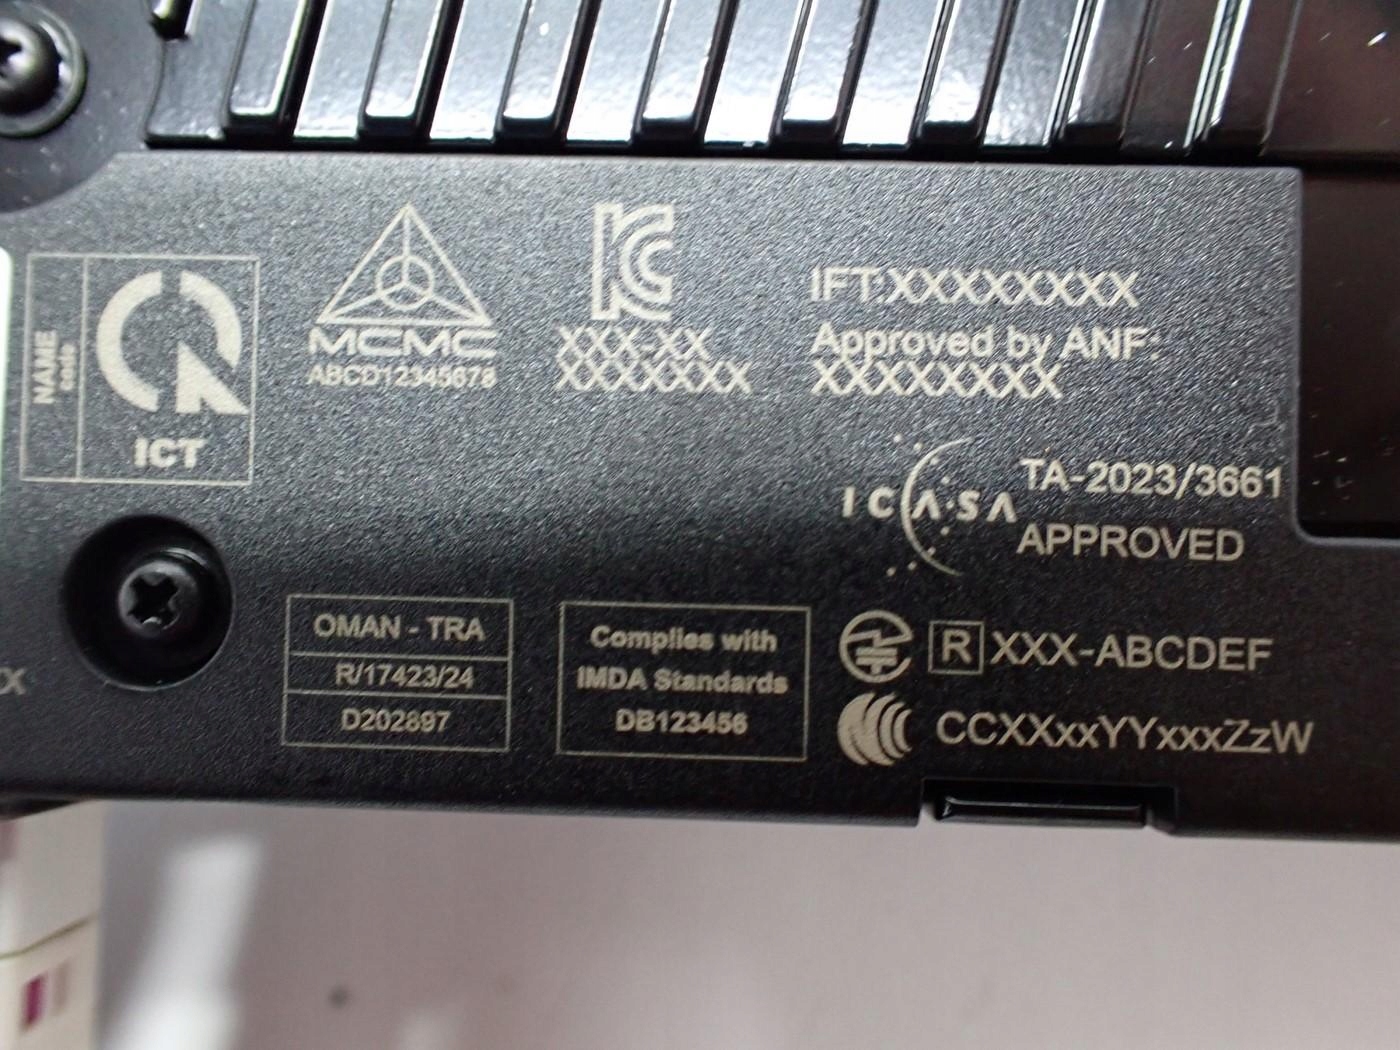 NAME
code
ICT
MCMC
ABCD12345678
KC
XXX-XX
XXXXXXX
IFT:XXXXXXXX
Approved by ANF:
XXXXXXXX
ICASA
TA-2023/3661
APPROVED
OMAN - TRA
R/17423/24
D202897
Complies with
IMDA Standards
DB123456
R XXX-ABCDEF
CCXXxxYYxxxZzW
X